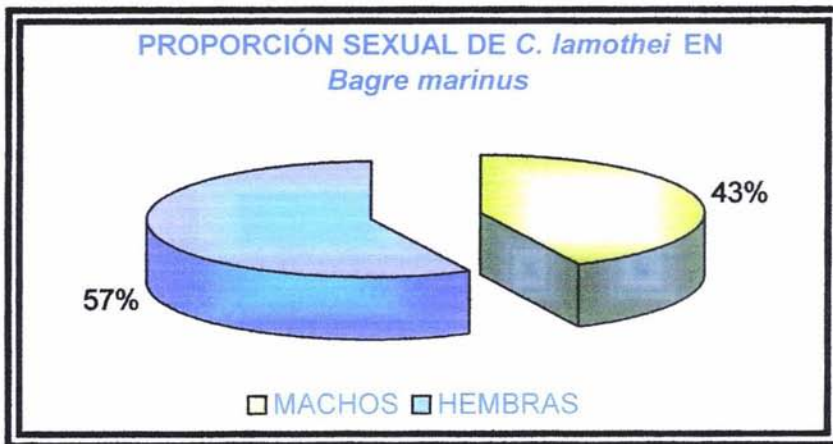 PROPORCIÓN SEXUAL DE C. lamothei EN
Bagre marinus
43%
57%
MACHOS HEMBRAS